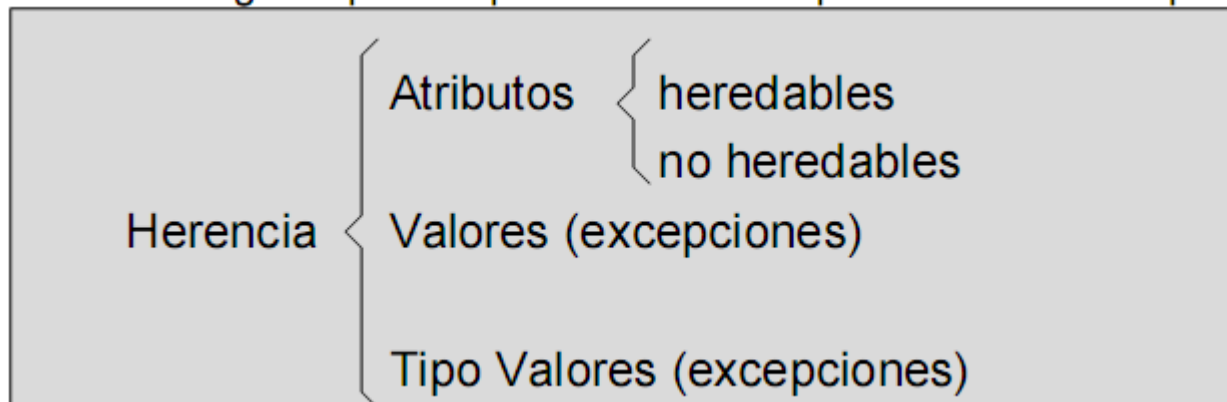 Atributos heredables
no heredables
Herencia Valores (excepciones)
Tipo Valores (excepciones)